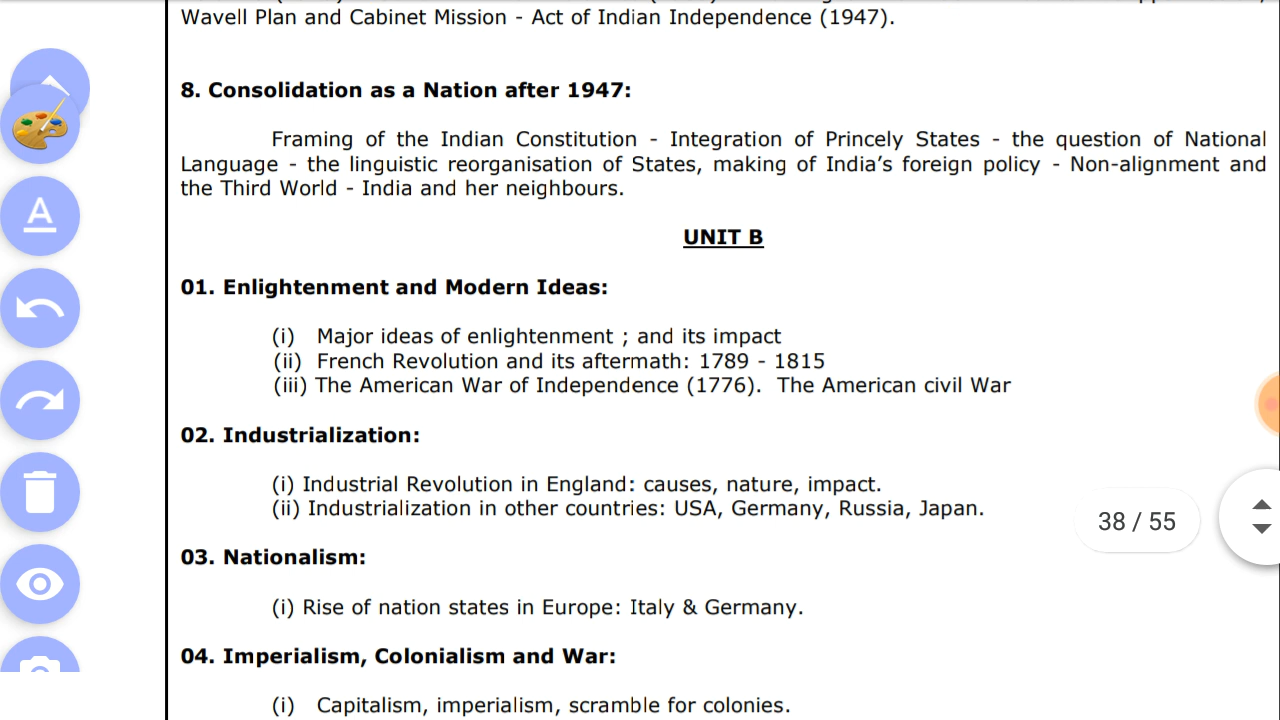 Wavell Plan and Cabinet Mission - Act of Indian Independence (1947).
8. Consolidation as a Nation after 1947:
Framing of the Indian Constitution - Integration of Princely States - the question of National
Language - the linguistic reorganisation of States, making of India’s foreign policy - Non-alignment and
the Third World - India and her neighbours.
UNIT B
01. Enlightenment and Modern Ideas:
(i) Major ideas of enlightenment ; and its impact
(ii) French Revolution and its aftermath: 1789 - 1815
(iii) The American War of Independence (1776). The American civil War
02. Industrialization:
(i) Industrial Revolution in England: causes, nature, impact.
(ii) Industrialization in other countries: USA, Germany, Russia, Japan.
38 / 55
03. Nationalism:
(i) Rise of nation states in Europe: Italy & Germany.
04. Imperialism, Colonialism and War:
(i) Capitalism, imperialism, scramble for colonies.
A